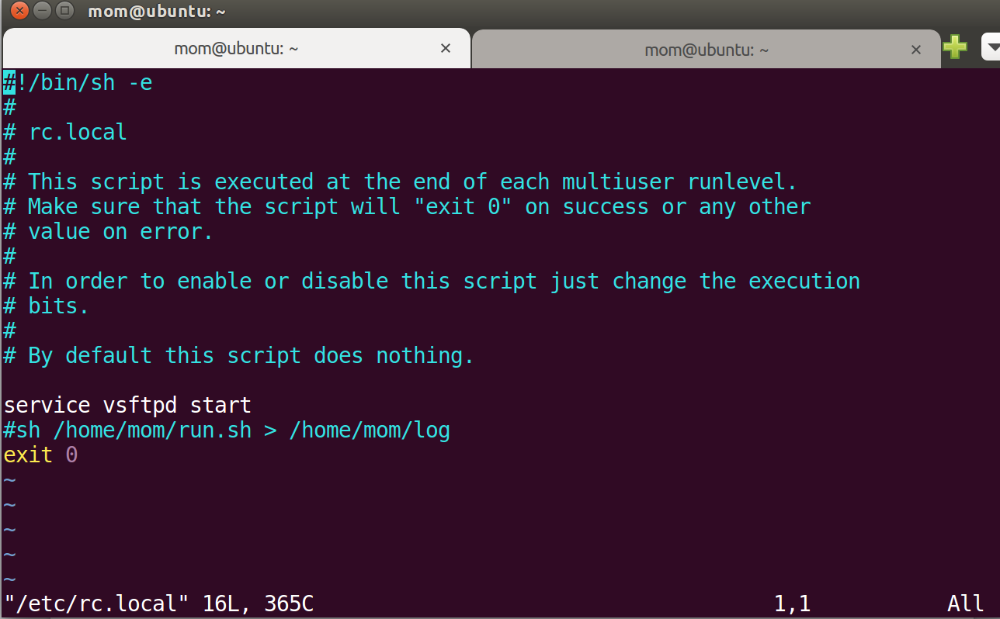 mom@ubuntu: ~
mom@ubuntu: ~ mom@ubuntu: ~
#!/bin/sh -e
#
# rc.local
#
# This script is executed at the end of each multiuser runlevel.
# Make sure that the script will "exit 0" on success or any other
# value on error.
#
# In order to enable or disable this script just change the execution
# bits.
#
# By default this script does nothing.

service vsftpd start
#sh /home/mom/run.sh > /home/mom/log
exit 0
~
~
~
~
~
"/etc/rc.local" 16L, 365C 1,1 All